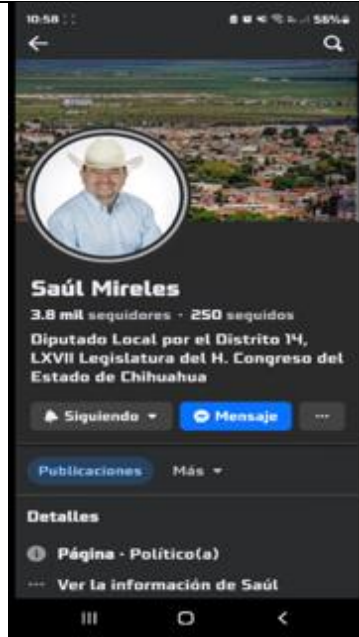 10:58
56%
Saúl Mireles
3.8 mil seguidores · 250 seguidos
Diputado Local por el Distrito 14,
LXVII Legislatura del H. Congreso del
Estado de Chihuahua
Siguiendo
Mensaje
Publicaciones Más
Detalles
Página · Político(a)
Ver la información de Saúl